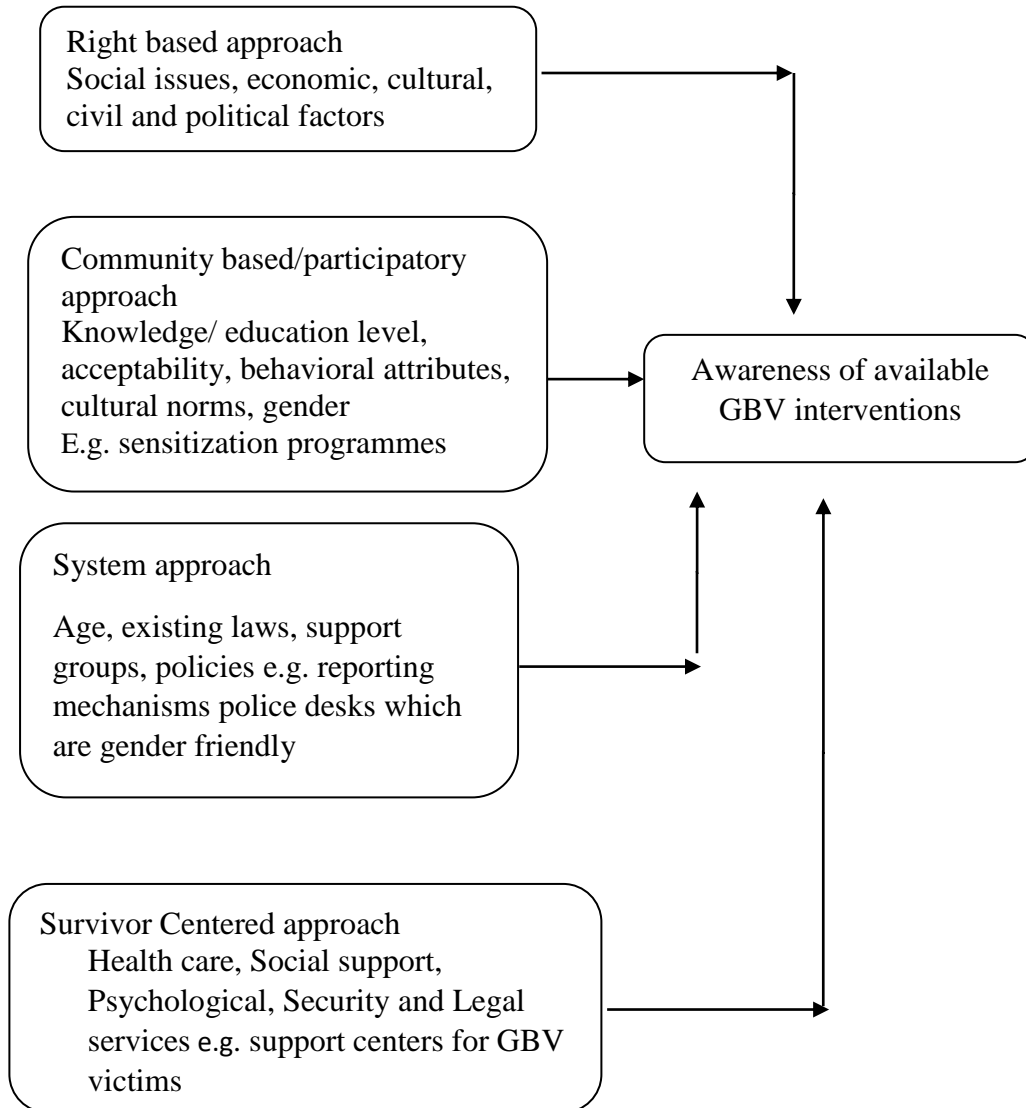 Right based approach
Social issues, economic, cultural,
civil and political factors
Community based/participatory
approach
Knowledge/ education level,
acceptability, behavioral attributes,
cultural norms, gender
E.g. sensitization programmes
Awareness of available
GBV interventions
System approach
Age, existing laws, support
groups, policies e.g. reporting
mechanisms police desks which
are gender friendly
Survivor Centered approach
Health care, Social support,
Psychological, Security and Legal
services e.g. support centers for GBV
victims